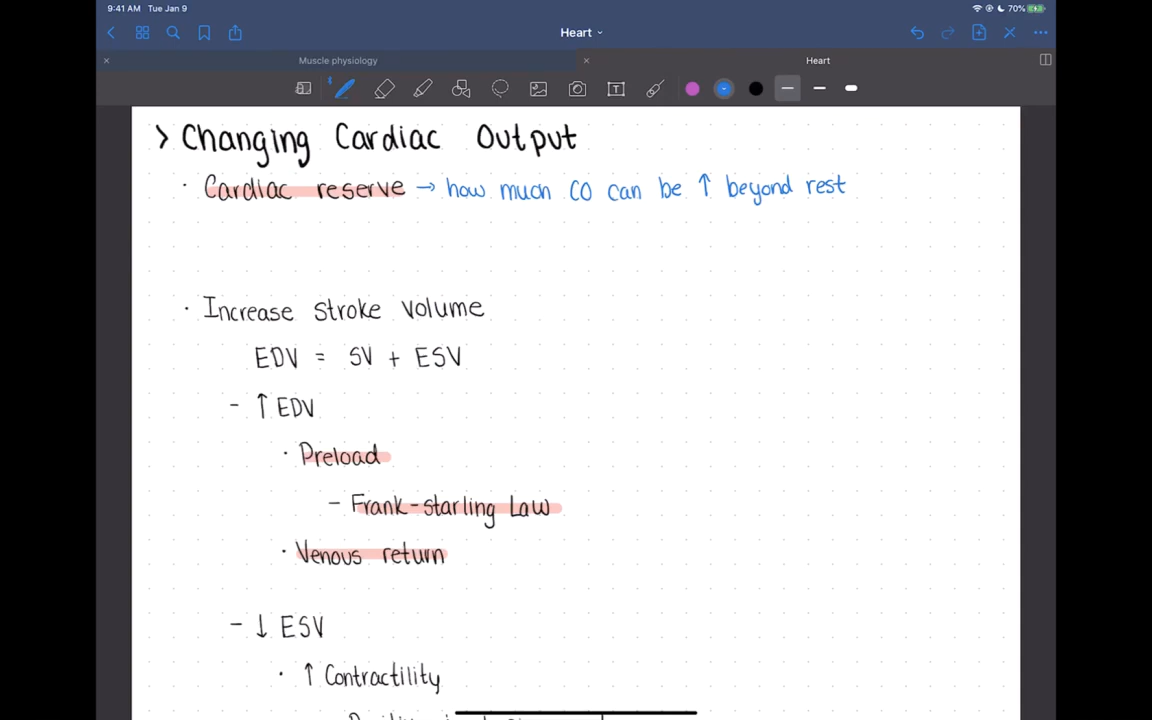 9:41 AM Tue Jan 9
70%
Heart
Muscle physiology
Heart
T
> Changing Cardiac Output
· Cardiac reserve → how much CO can be ↑ beyond rest
· Increase stroke volume
EDV = SV + ESV
- ↑ EDV
· Preload
- Frank-starling Law
· Venous return
- ↓ ESV
· ↑ Contractility